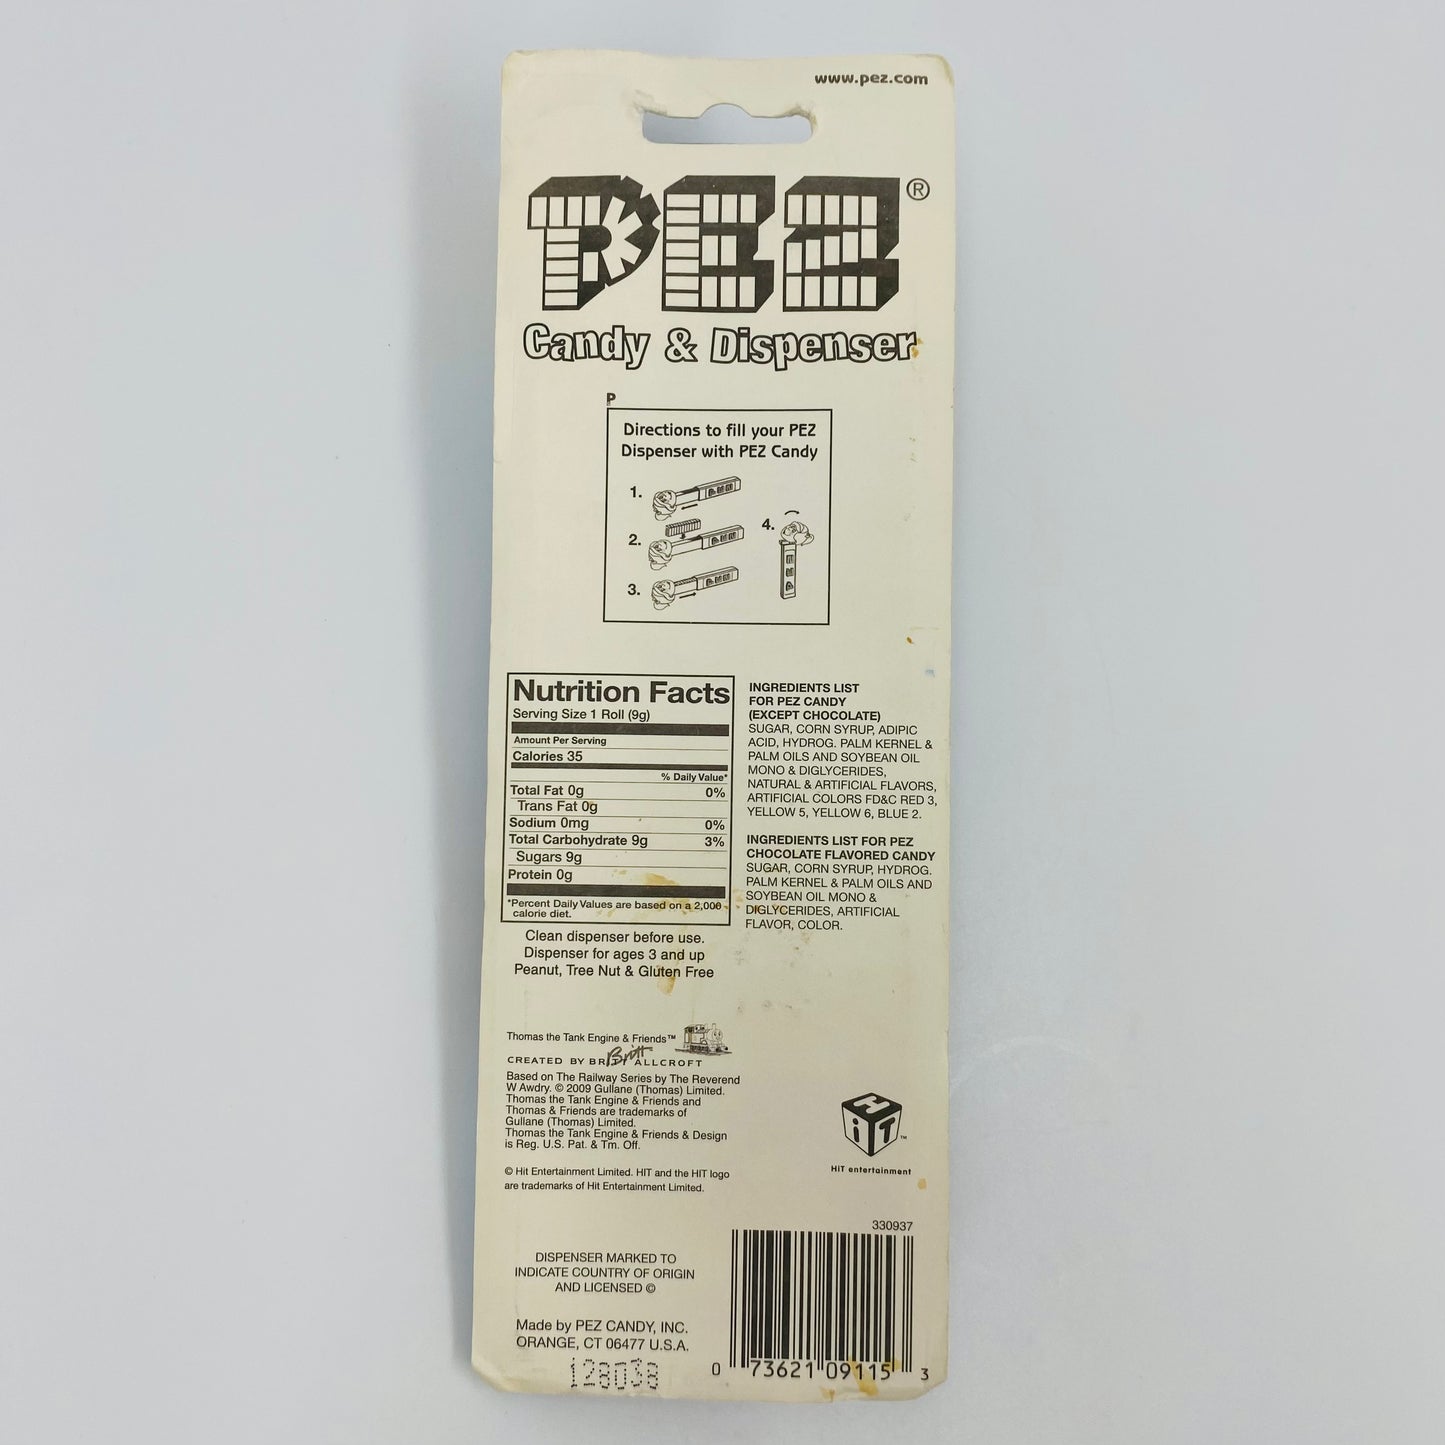 www.pez.com
PEZ®
Candy & Dispenser
P
Directions to fill your PEZ
Dispenser with PEZ Candy
1.
2.
3.
4.
Nutrition Facts
Serving Size 1 Roll (9g)
Amount Per Serving
Calories 35
% Daily Value*
Total Fat 0g 0%
Trans Fat 0g
Sodium 0mg 0%
Total Carbohydrate 9g 3%
Sugars 9g
Protein 0g
*Percent Daily Values are based on a 2,000
calorie diet.
INGREDIENTS LIST
FOR PEZ CANDY
(EXCEPT CHOCOLATE)
SUGAR, CORN SYRUP, ADIPIC
ACID, HYDROG. PALM KERNEL &
PALM OILS AND SOYBEAN OIL
MONO & DIGLYCERIDES,
NATURAL & ARTIFICIAL FLAVORS,
ARTIFICIAL COLORS FD&C RED 3,
YELLOW 5, YELLOW 6, BLUE 2.
INGREDIENTS LIST FOR PEZ
CHOCOLATE FLAVORED CANDY
SUGAR, CORN SYRUP, HYDROG.
PALM KERNEL & PALM OILS AND
SOYBEAN OIL MONO &
DIGLYCERIDES, ARTIFICIAL
FLAVOR, COLOR.
Clean dispenser before use.
Dispenser for ages 3 and up
Peanut, Tree Nut & Gluten Free
Thomas the Tank Engine & Friends™
Britt
CREATED BY BRITT ALLCROFT
Based on The Railway Series by The Reverend
W Awdry. © 2009 Gullane (Thomas) Limited.
Thomas the Tank Engine & Friends and
Thomas & Friends are trademarks of
Gullane (Thomas) Limited.
Thomas the Tank Engine & Friends & Design
is Reg. U.S. Pat. & Tm. Off.
© Hit Entertainment Limited. HIT and the HIT logo
are trademarks of Hit Entertainment Limited.
HiT™
HIT entertainment
DISPENSER MARKED TO
INDICATE COUNTRY OF ORIGIN
AND LICENSED ©
Made by PEZ CANDY, INC.
ORANGE, CT 06477 U.S.A.
128038
330937
0 73621 09115 3